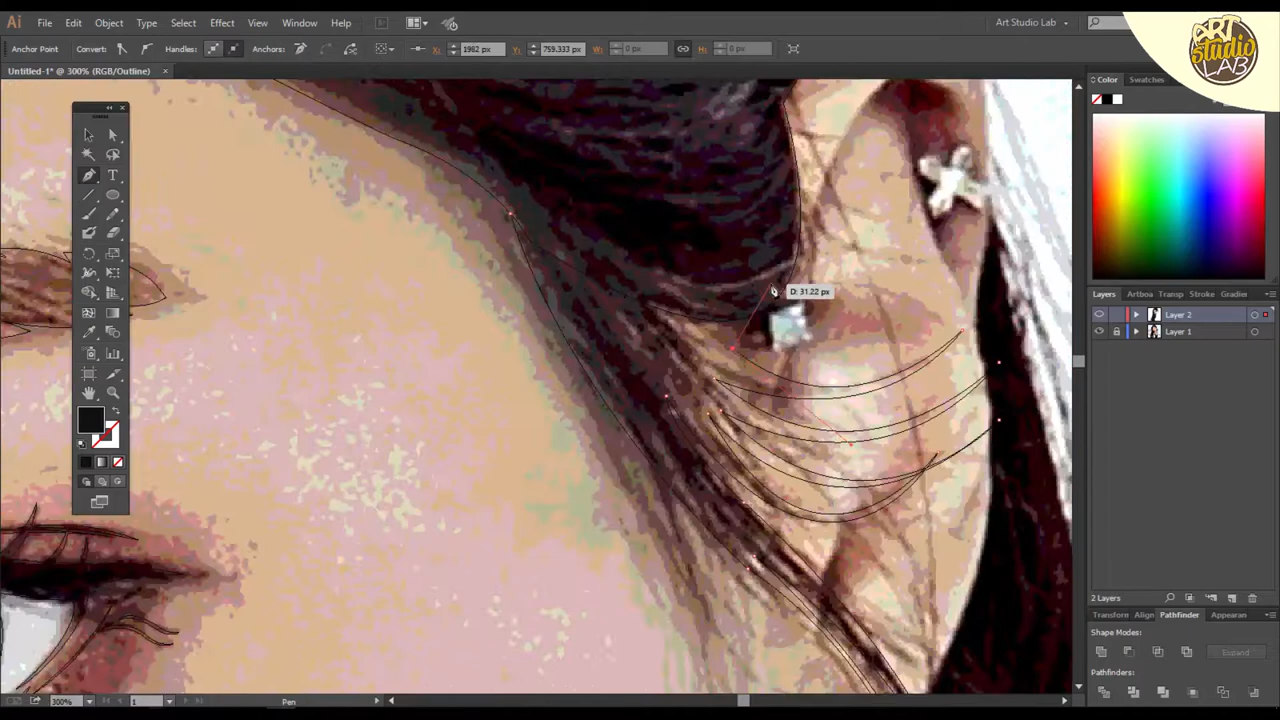 Ai File Edit Object Type Select Effect View Window Help Art Studio Lab
ART studio LAB
Anchor Point Convert: Handles: Anchors: X: 1982 px Y: 759.333 px W: 0 px H: 0 px
Untitled-1* @ 300% (RGB/Outline)
Color Swatches
D: 31.22 px
Layers Artboa Transp Stroke Gradier
Layer 2
Layer 1
2 Layers
Transform Align Pathfinder Appearan
Shape Modes:
Expand
Pathfinders:
300% 1 Pen